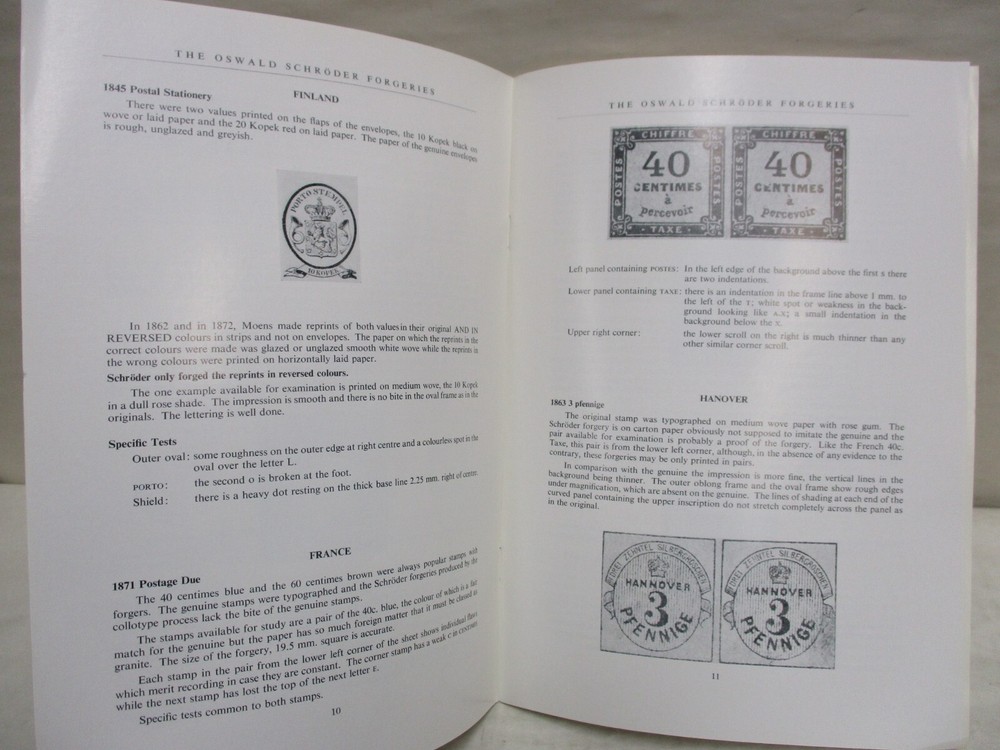 THE OSWALD SCHRÖDER FORGERIES
1845 Postal Stationery
FINLAND
There were two values printed on the flaps of the envelopes, the 10 Kopek black on
wove or laid paper and the 20 Kopek red on laid paper. The paper of the genuine envelopes
is rough, unglazed and greyish.
PORTO STEMPEL
10 KOPEK
In 1862 and in 1872, Moens made reprints of both values in their original AND IN
REVERSED colours in strips and not on envelopes. The paper on which the reprints in the
correct colours were made was glazed or unglazed smooth white wove while the reprints in
the wrong colours were printed on horizontally laid paper.
Schröder only forged the reprints in reversed colours.
The one example available for examination is printed on medium wove, the 10 Kopek
in a dull rose shade. The impression is smooth and there is no bite in the oval frame as in the
originals. The lettering is well done.
Specific Tests
Outer oval: some roughness on the outer edge at right centre and a colourless spot in the
oval over the letter L.
PORTO: the second o is broken at the foot.
Shield: there is a heavy dot resting on the thick base line 2.25 mm. right of center.
FRANCE
1871 Postage Due
The 40 centimes blue and the 60 centimes brown were always popular stamps with
forgers. The genuine stamps were typographed and the Schröder forgeries produced by the
collotype process lack the bite of the genuine stamps.
The stamps available for study are a pair of the 40c. blue, the colour of which is a fair
match for the genuine but the paper has so much foreign matter that it must be classed as
granite. The size of the forgery, 19.5 mm. square is accurate.
Each stamp in the pair from the lower left corner of the sheet shows individual flaws
which merit recording in case they are constant. The corner stamp has a weak C in CENTIMES
while the next stamp has lost the top of the next letter E.
Specific tests common to both stamps.
10
THE OSWALD SCHRÖDER FORGERIES
CHIFFRE CHIFFRE
POSTES 40 POSTES POSTES 40 POSTES
CENTIMES CENTIMES
à à
percevoir percevoir
TAXE TAXE
Left panel containing POSTES: In the left edge of the background above the first s there
are two indentations.
Lower panel containing TAXE: there is an indentation in the frame line above 1 mm. to
the left of the T; white spot or weakness in the back-
ground looking like A.X; a small indentation in the
background below the X.
Upper right corner: the lower scroll on the right is much thinner than any
other similar corner scroll.
HANOVER
1863 3 pfennige
The original stamp was typographed on medium wove paper with rose gum. The
Schröder forgery is on carton paper obviously not supposed to imitate the genuine and the
pair available for examination is probably a proof of the forgery. Like the French 40c.
Taxe, this pair is from the lower left corner, although, in the absence of any evidence to the
contrary, these forgeries may be only printed in pairs.
In comparison with the genuine the impression is more fine, the vertical lines in the
background being thinner. The outer oblong frame and the oval frame show rough edges
under magnification, which are absent on the genuine. The lines of shading at each end of the
curved panel containing the upper inscription do not stretch completely across the panel as
in the original.
DREI ZEHNTEL SILBERGROSCHEN DREI ZEHNTEL SILBERGROSCHEN
HANNOVER HANNOVER
3 3
PFENNIGE PFENNIGE
11